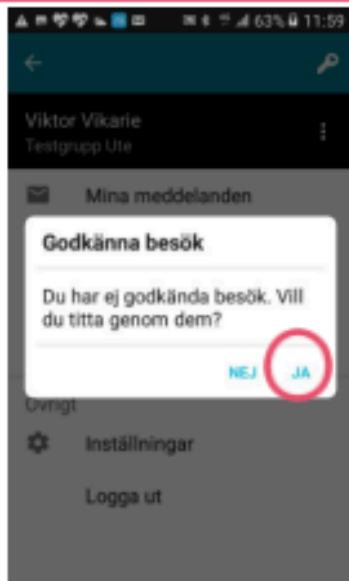 63% 11:59
Viktor Vikarie
Testgrupp Ute
Mina meddelanden
Godkänna besök
Du har ej godkända besök. Vill
du titta genom dem?
NEJ JA
Övrigt
Inställningar
Logga ut